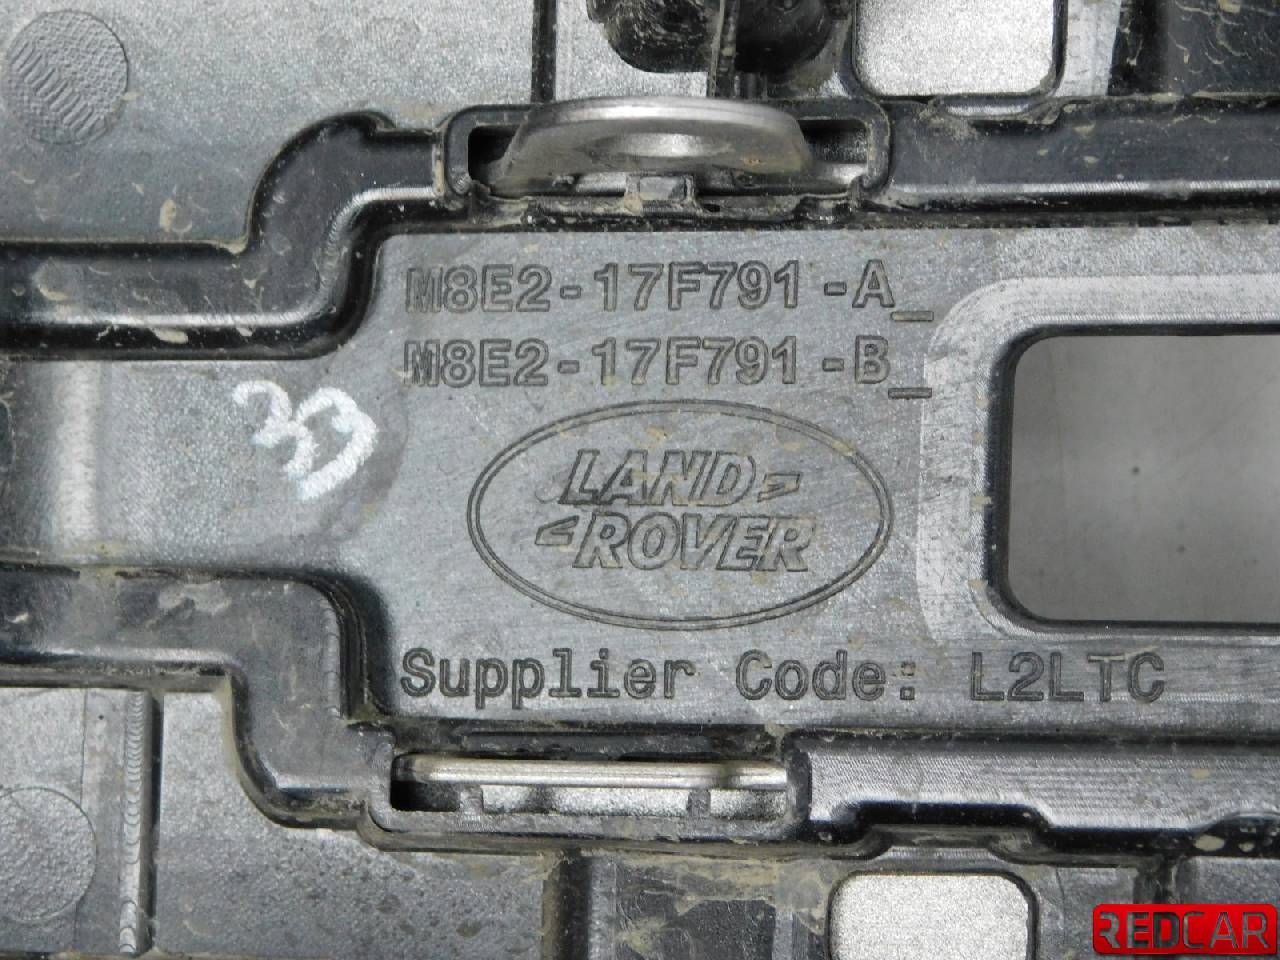 M8E2-17F791-A_
M8E2-17F791-B_
33
LAND
ROVER
Supplier Code: L2LTC
REDCAR